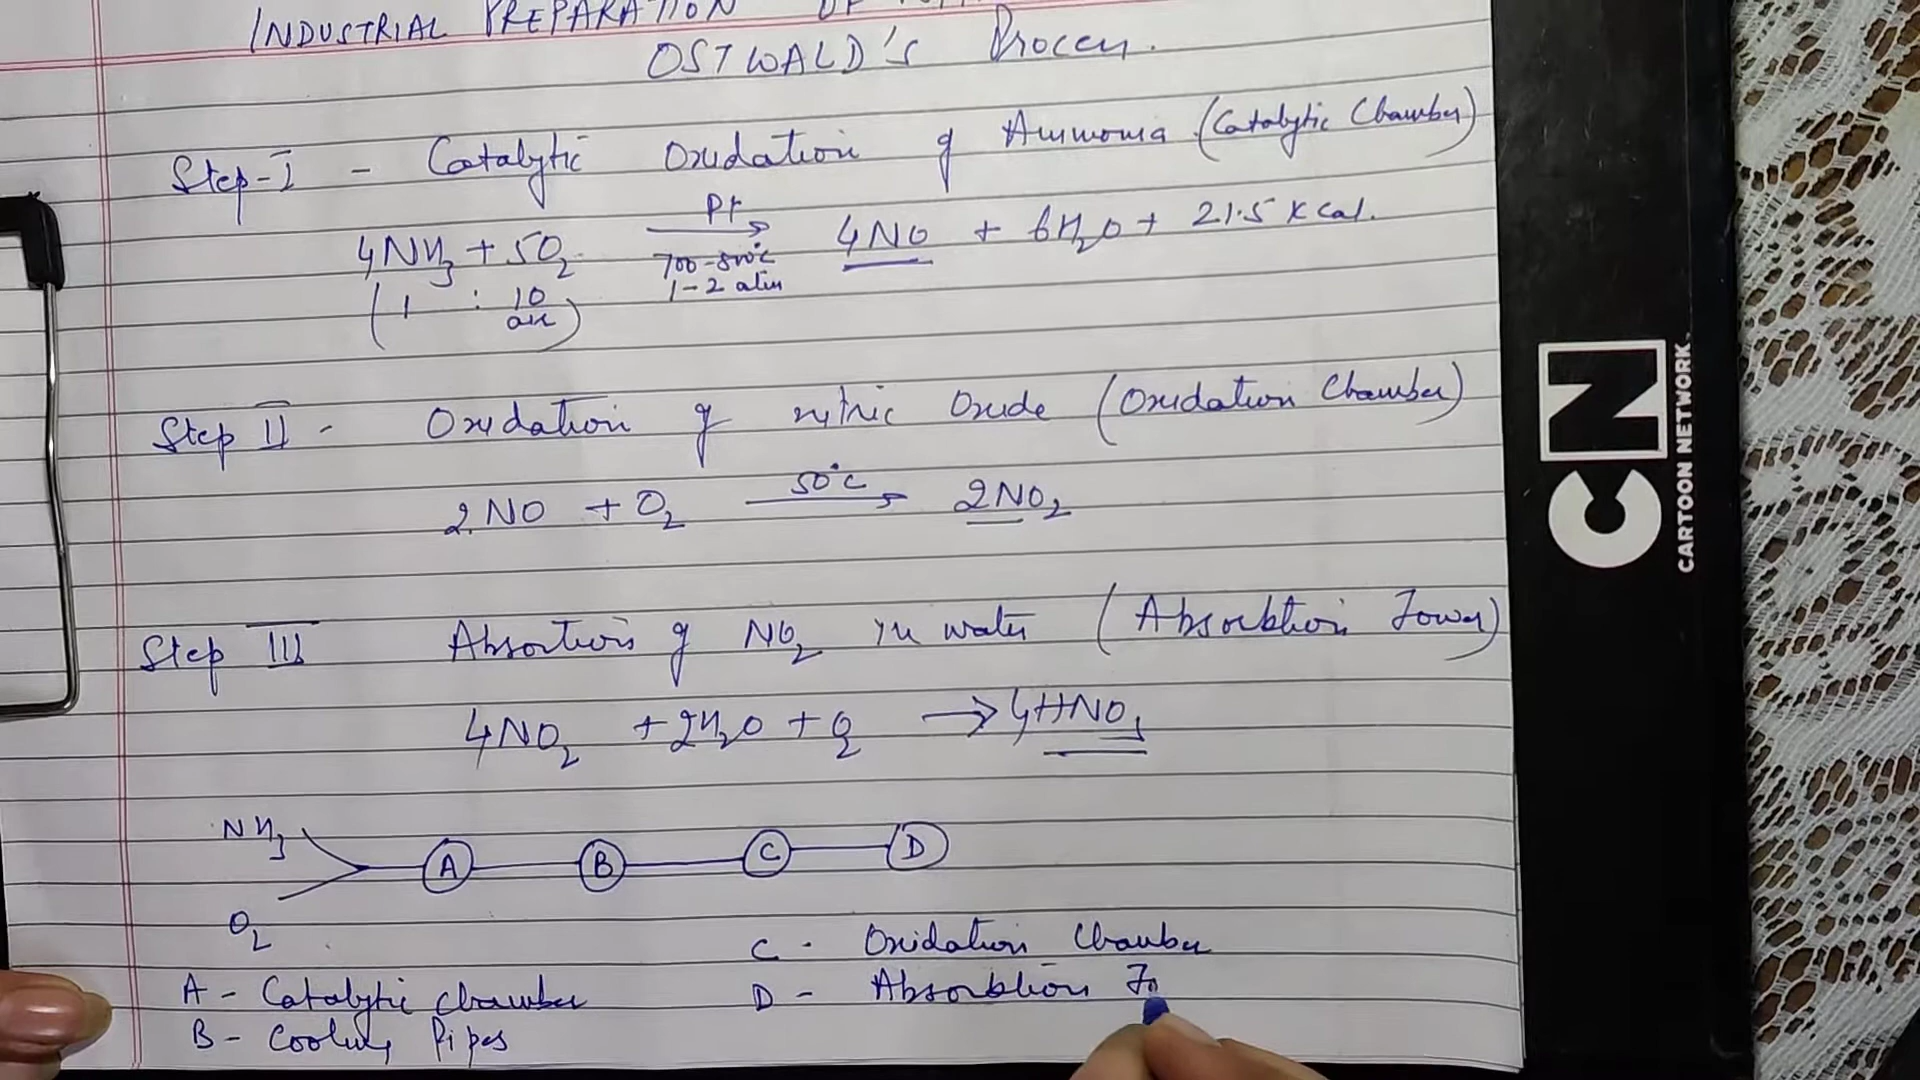 INDUSTRIAL PREPARATION OF
OSTWALD'S Process.
Step-I - Catalytic Oxidation of Ammonia (Catalytic Chamber)
4NH₃ + 5O₂ Pt 4NO + 6H₂O + 21.5 K Cal.
700-800°C
1-2 atm
(1 : 10 air)
Step II - Oxydation of nytric Oxide (Oxidation Chamber)
2NO + O₂ 50°C 2NO₂
Step III Absortion of NO₂ in water (Absorbtion Tower)
4NO₂ + 2H₂O + O₂ → 4HNO₃
NH₃
A B C D
O₂
C - Oxidation Chamber
A - Catalytic chamber
D - Absorbtion To
B - Cooling Pipes
CN
CARTOON NETWORK.